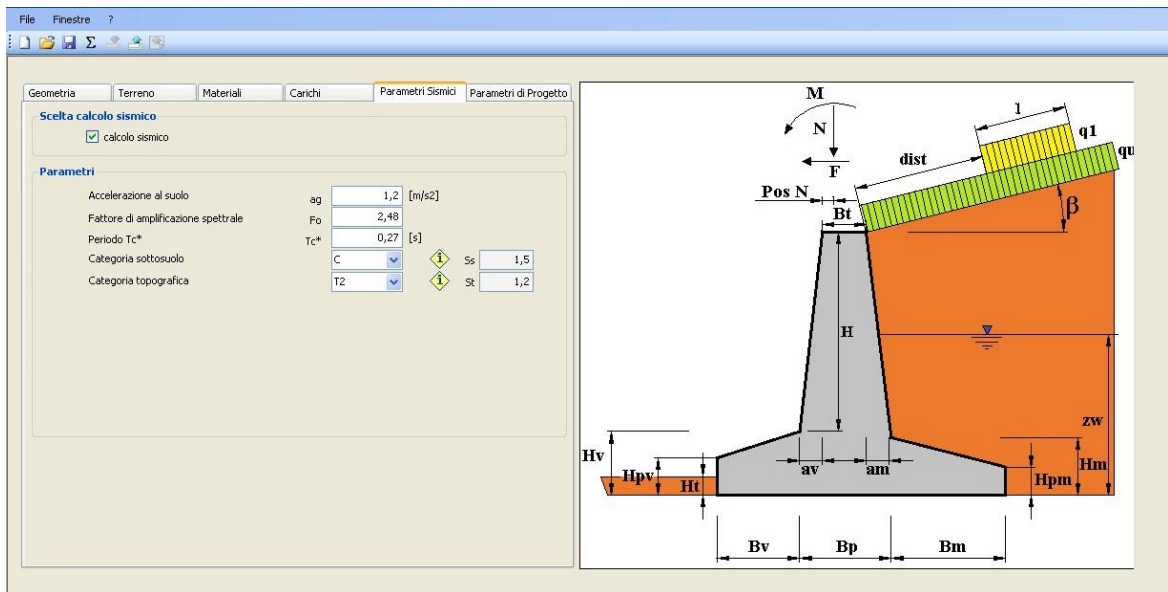 File Finestre ?
Σ
Geometria Terreno Materiali Carichi Parametri Sismici Parametri di Progetto
Scelta calcolo sismico
calcolo sismico
Parametri
Accelerazione al suolo ag 1,2 [m/s2]
Fattore di amplificazione spettrale Fo 2,48
Periodo Tc* Tc* 0,27 [s]
Categoria sottosuolo C i Ss 1,5
Categoria topografica T2 i St 1,2
M
N
F
l
q1
qu
dist
Pos N
Bt
β
H
zw
Hv
Hpv
Ht
av
am
Hpm
Hm
Bv
Bp
Bm